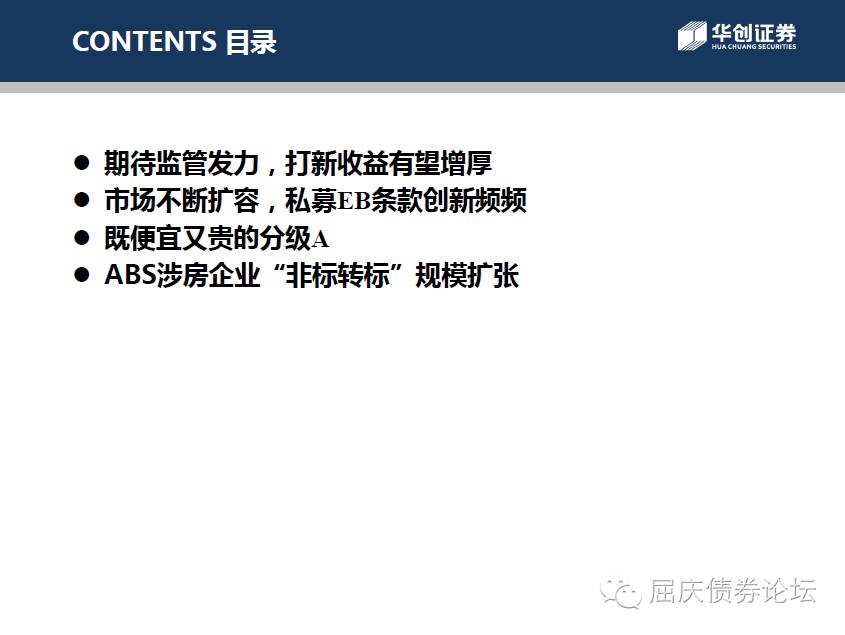 CONTENTS 目录
华创证券
HUA CHUANG SECURITIES
● 期待监管发力，打新收益有望增厚
● 市场不断扩容，私募EB条款创新频频
● 既便宜又贵的分级A
● ABS涉房企业“非标转标”规模扩张
屈庆债券论坛